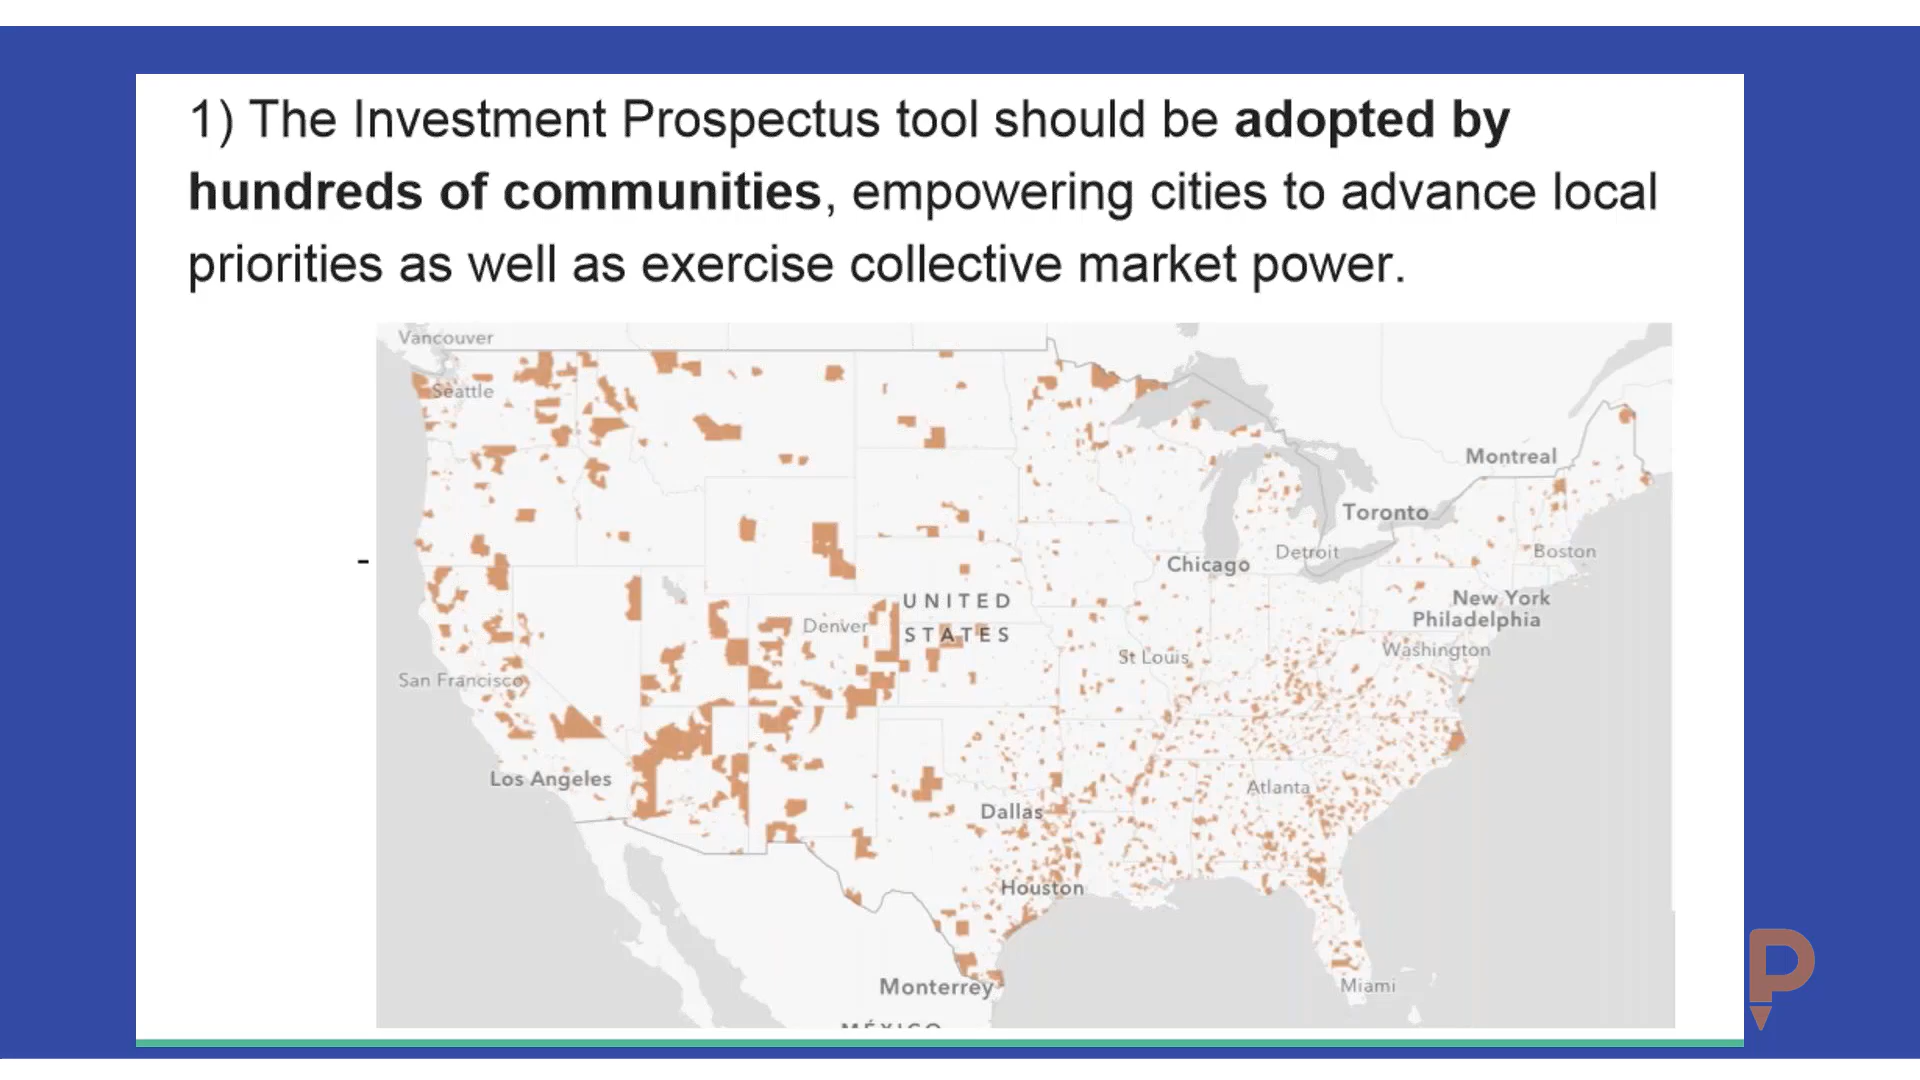 1) The Investment Prospectus tool should be adopted by
hundreds of communities, empowering cities to advance local
priorities as well as exercise collective market power.
-
Vancouver
Seattle
Montreal
Toronto
Boston
Detroit
Chicago
UNITED
STATES
New York
Philadelphia
Denver
Washington
St Louis
San Francisco
Los Angeles
Atlanta
Dallas
Houston
Miami
Monterrey
MÉXICO
P